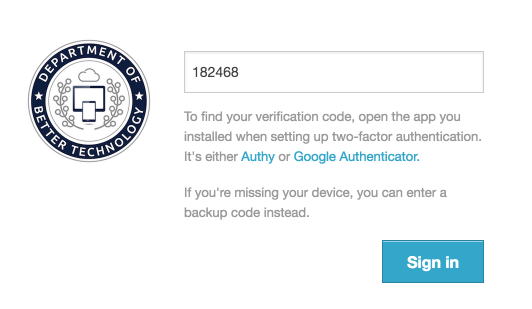 DEPARTMENT OF
BETTER TECHNOLOGY
182468
To find your verification code, open the app you
installed when setting up two-factor authentication.
It's either Authy or Google Authenticator.
If you're missing your device, you can enter a
backup code instead.
Sign in